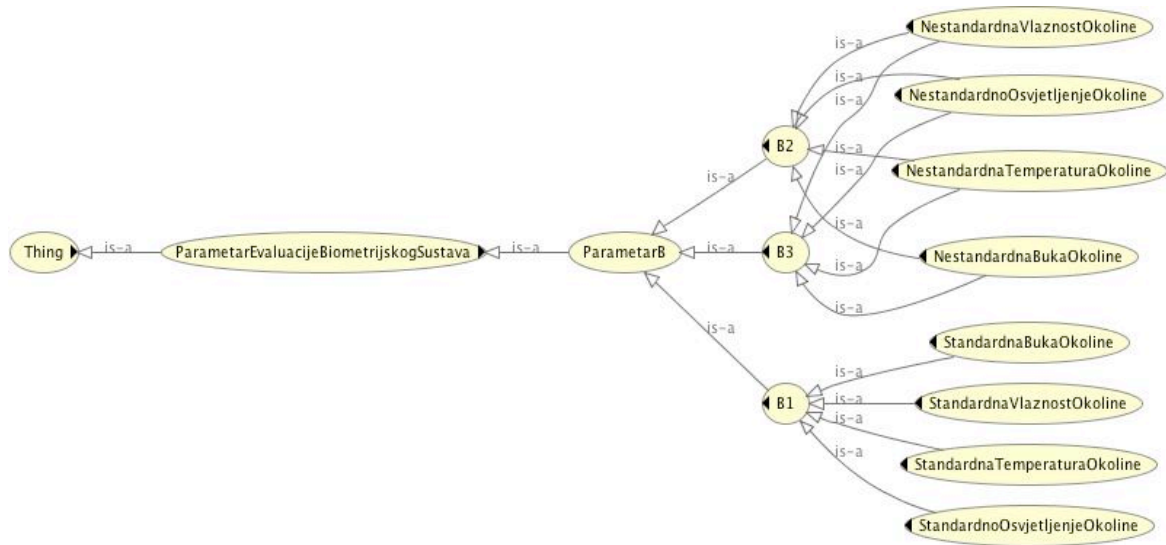 NestandardnaVlaznostOkoline
is-a
is-a
NestandardnoOsvjetljenjeOkoline
is-a
B2
is-a
is-a
NestandardnaTemperaturaOkoline
is-a
is-a
Thing
is-a
ParametarEvaluacijeBiometrijskogSustava
is-a
ParametarB
is-a
B3
NestandardnaBukaOkoline
is-a
is-a
is-a
StandardnaBukaOkoline
is-a
B1
is-a
StandardnaVlaznostOkoline
is-a
is-a
StandardnaTemperaturaOkoline
StandardnoOsvjetljenjeOkoline